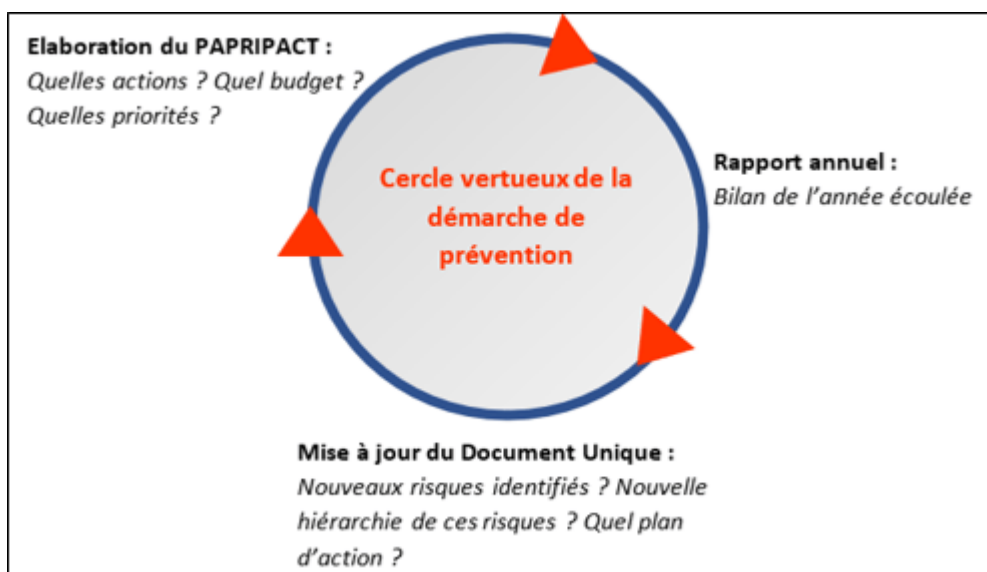 Elaboration du PAPRIPACT :
Quelles actions ? Quel budget ?
Quelles priorités ?
Cercle vertueux de la
démarche de
prévention
Rapport annuel :
Bilan de l'année écoulée
Mise à jour du Document Unique :
Nouveaux risques identifiés ? Nouvelle
hiérarchie de ces risques ? Quel plan
d'action ?